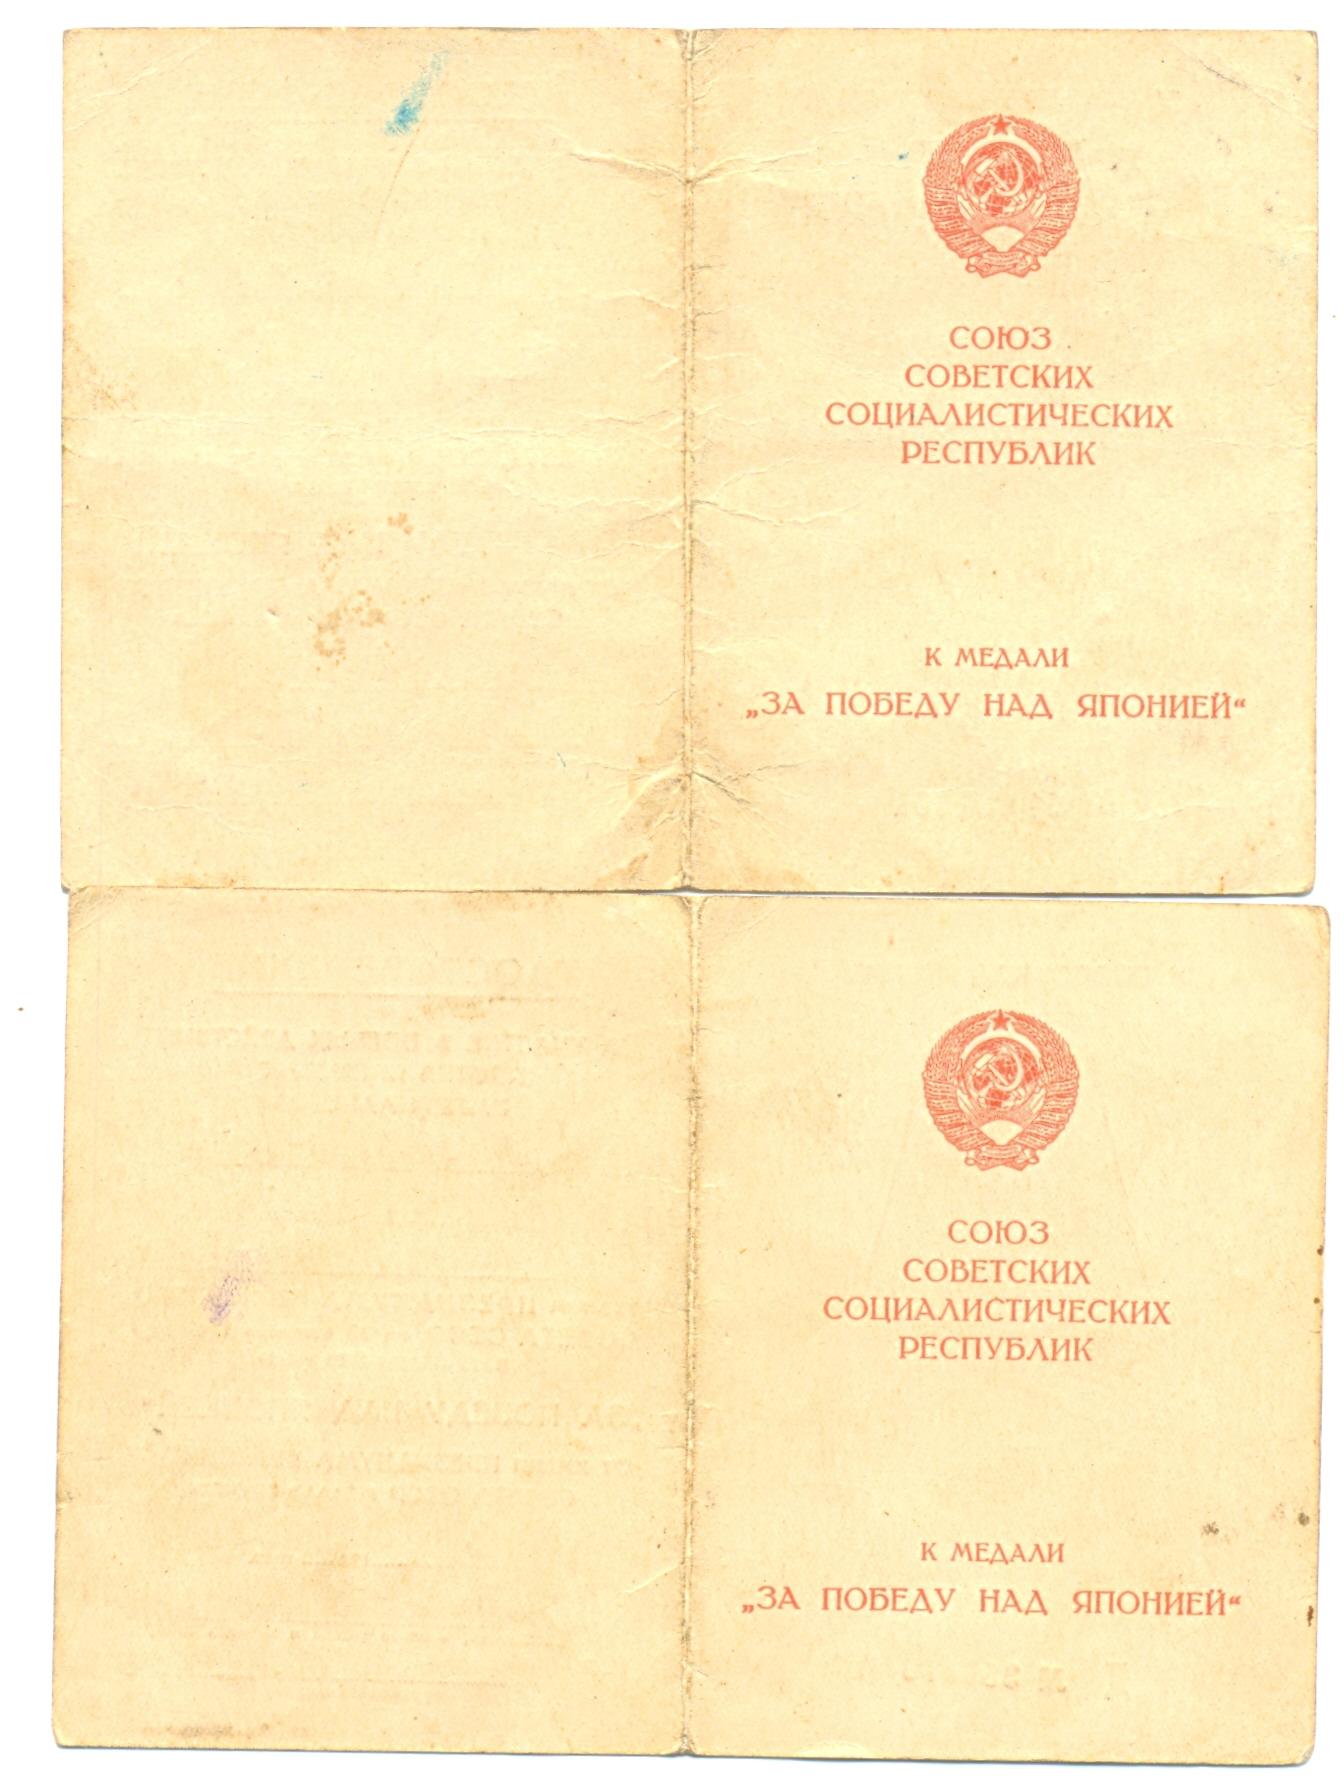 СОЮЗ
СОВЕТСКИХ
СОЦИАЛИСТИЧЕСКИХ
РЕСПУБЛИК
К МЕДАЛИ
„ЗА ПОБЕДУ НАД ЯПОНИЕЙ“
СОЮЗ
СОВЕТСКИХ
СОЦИАЛИСТИЧЕСКИХ
РЕСПУБЛИК
К МЕДАЛИ
„ЗА ПОБЕДУ НАД ЯПОНИЕЙ“